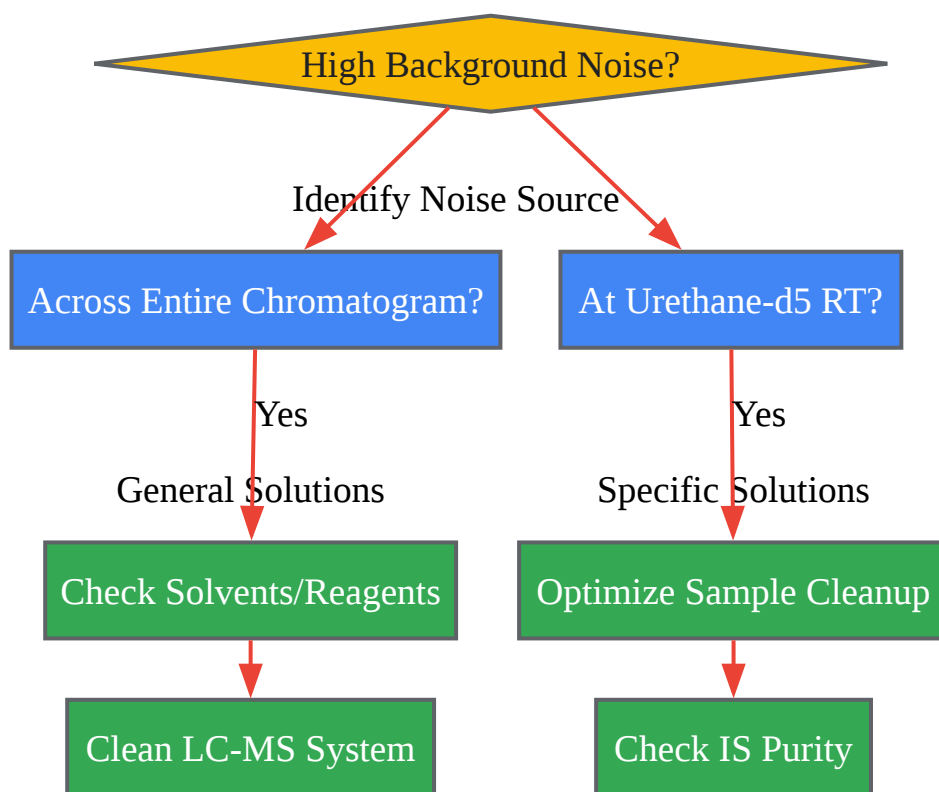 High Background Noise?
Identify Noise Source
Across Entire Chromatogram?
At Urethane-d5 RT?
Yes
Yes
General Solutions
Specific Solutions
Check Solvents/Reagents
Optimize Sample Cleanup
Clean LC-MS System
Check IS Purity